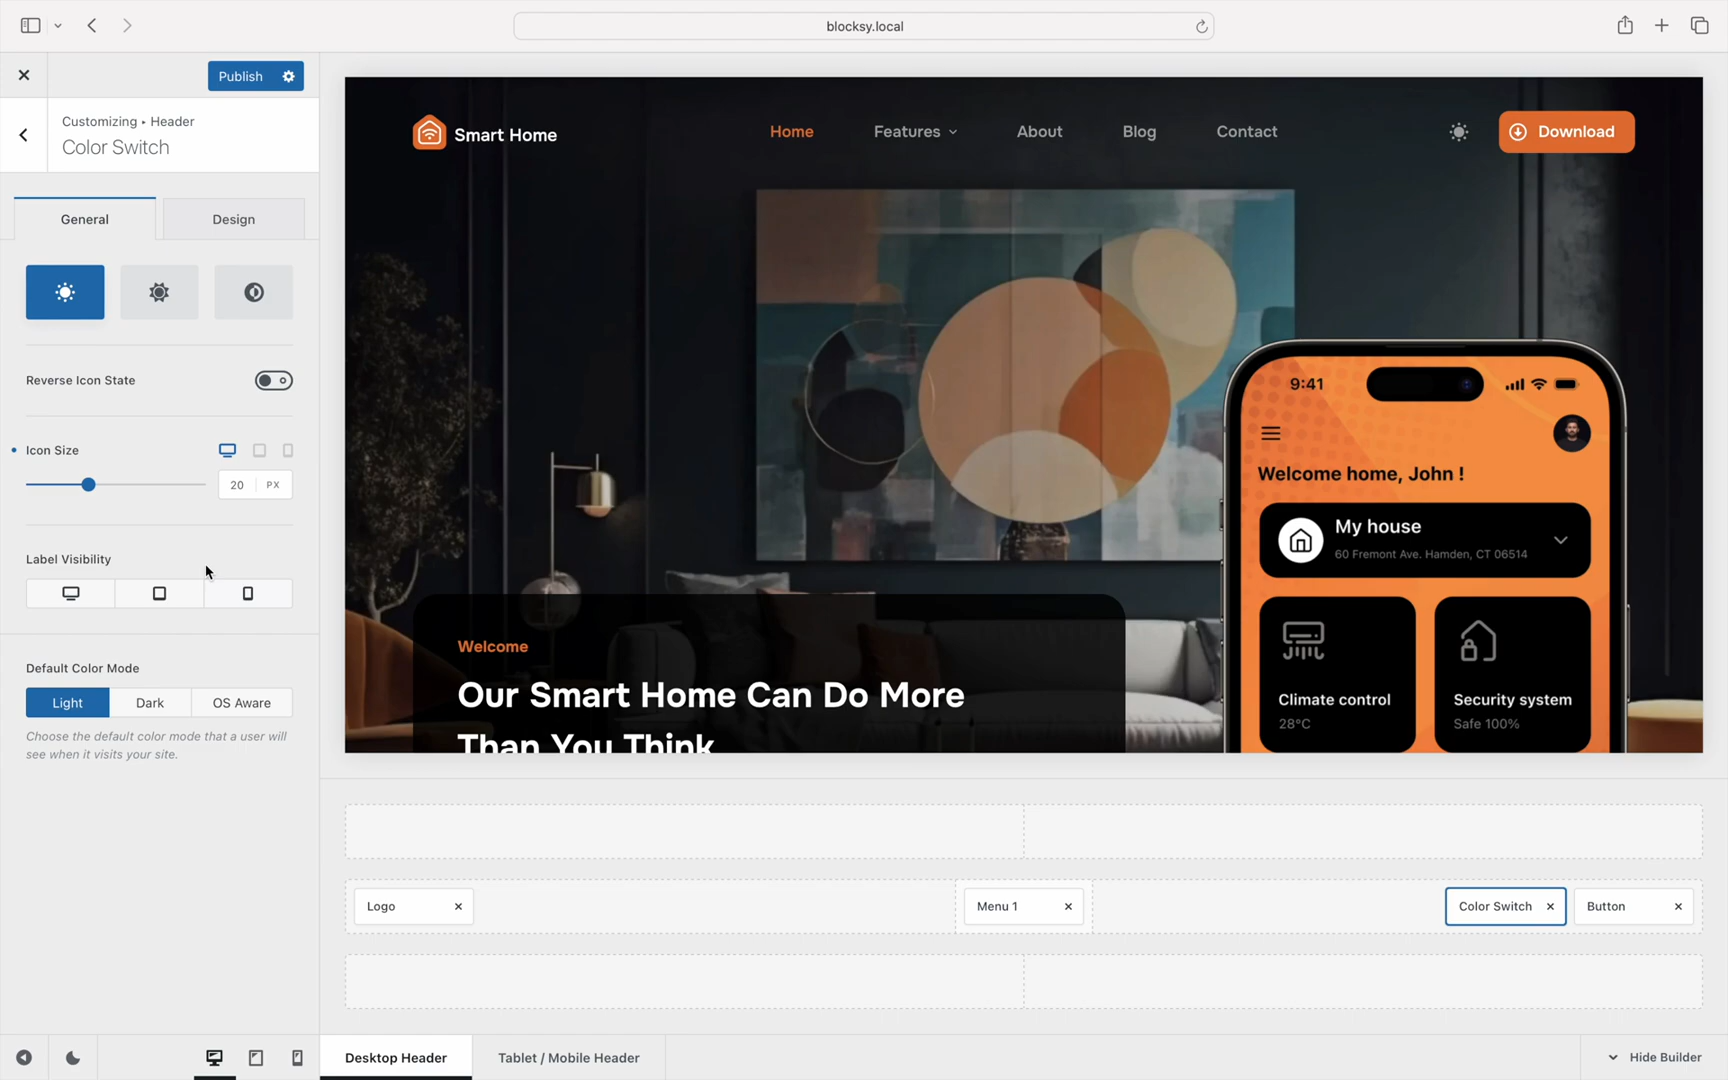 blocksy.local
Publish
Customizing • Header
Color Switch
General
Design
Reverse Icon State
Icon Size
20 PX
Label Visibility
Default Color Mode
Light
Dark
OS Aware
Choose the default color mode that a user will
see when it visits your site.
Smart Home
Home
Features
About
Blog
Contact
Download
9:41
Welcome home, John !
My house
60 Fremont Ave. Hamden, CT 06514
Climate control
28°C
Security system
Safe 100%
Welcome
Our Smart Home Can Do More
Than You Think
Logo
Menu 1
Color Switch
Button
Desktop Header
Tablet / Mobile Header
Hide Builder